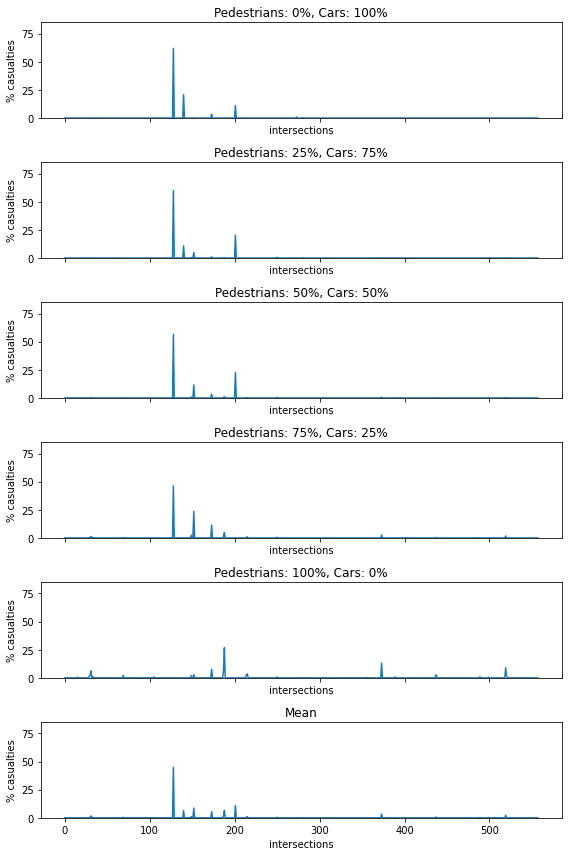 Pedestrians: 0%, Cars: 100%
75
50
25
0
% casualties
intersections
Pedestrians: 25%, Cars: 75%
75
50
25
0
% casualties
intersections
Pedestrians: 50%, Cars: 50%
75
50
25
0
% casualties
intersections
Pedestrians: 75%, Cars: 25%
75
50
25
0
% casualties
intersections
Pedestrians: 100%, Cars: 0%
75
50
25
0
% casualties
intersections
Mean
75
50
25
0
% casualties
0 100 200 300 400 500
intersections